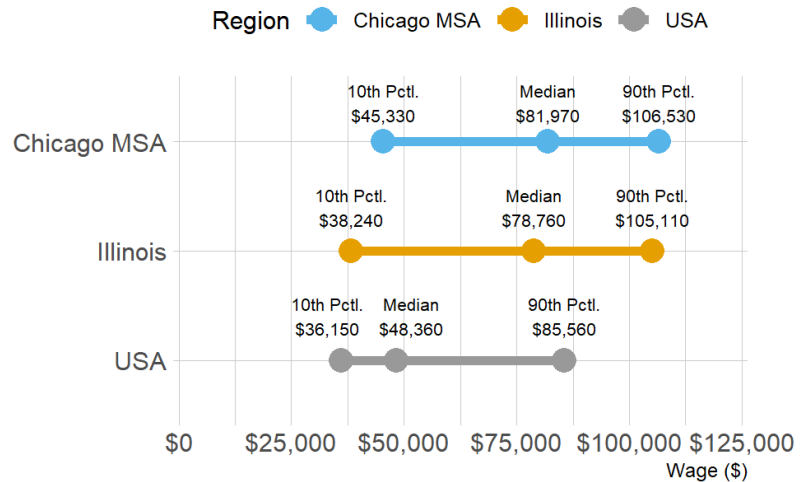 Region Chicago MSA Illinois USA
10th Pctl. Median 90th Pctl.
$45,330 $81,970 $106,530
Chicago MSA
10th Pctl. Median 90th Pctl.
$38,240 $78,760 $105,110
Illinois
10th Pctl. Median 90th Pctl.
$36,150 $48,360 $85,560
USA
$0 $25,000 $50,000 $75,000 $100,000 $125,000
Wage ($)